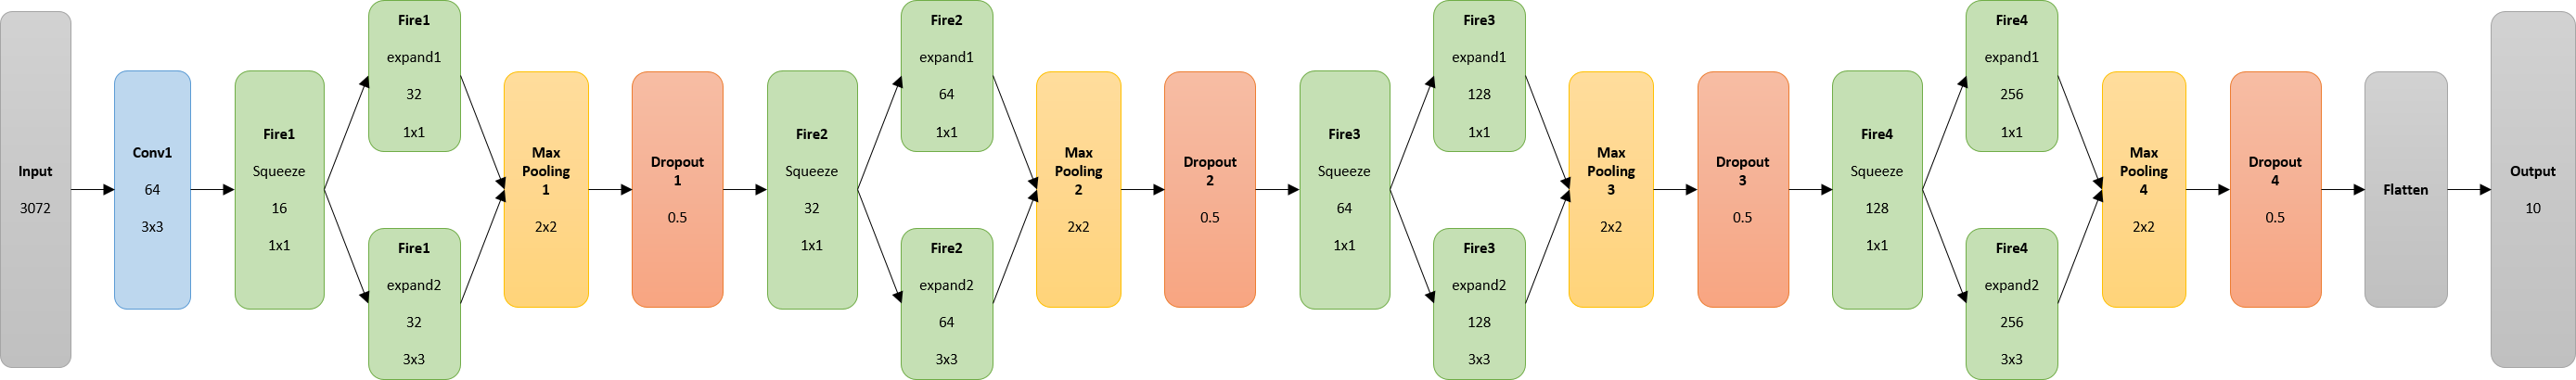 Input
3072
Conv1
64
3x3
Fire1
Squeeze
16
1x1
Fire1
expand1
32
1x1
Fire1
expand2
32
3x3
Max
Pooling
1
2x2
Dropout
1
0.5
Fire2
Squeeze
32
1x1
Fire2
expand1
64
1x1
Fire2
expand2
64
3x3
Max
Pooling
2
2x2
Dropout
2
0.5
Fire3
Squeeze
64
1x1
Fire3
expand1
128
1x1
Fire3
expand2
128
3x3
Max
Pooling
3
2x2
Dropout
3
0.5
Fire4
Squeeze
128
1x1
Fire4
expand1
256
1x1
Fire4
expand2
256
3x3
Max
Pooling
4
2x2
Dropout
4
0.5
Flatten
Output
10